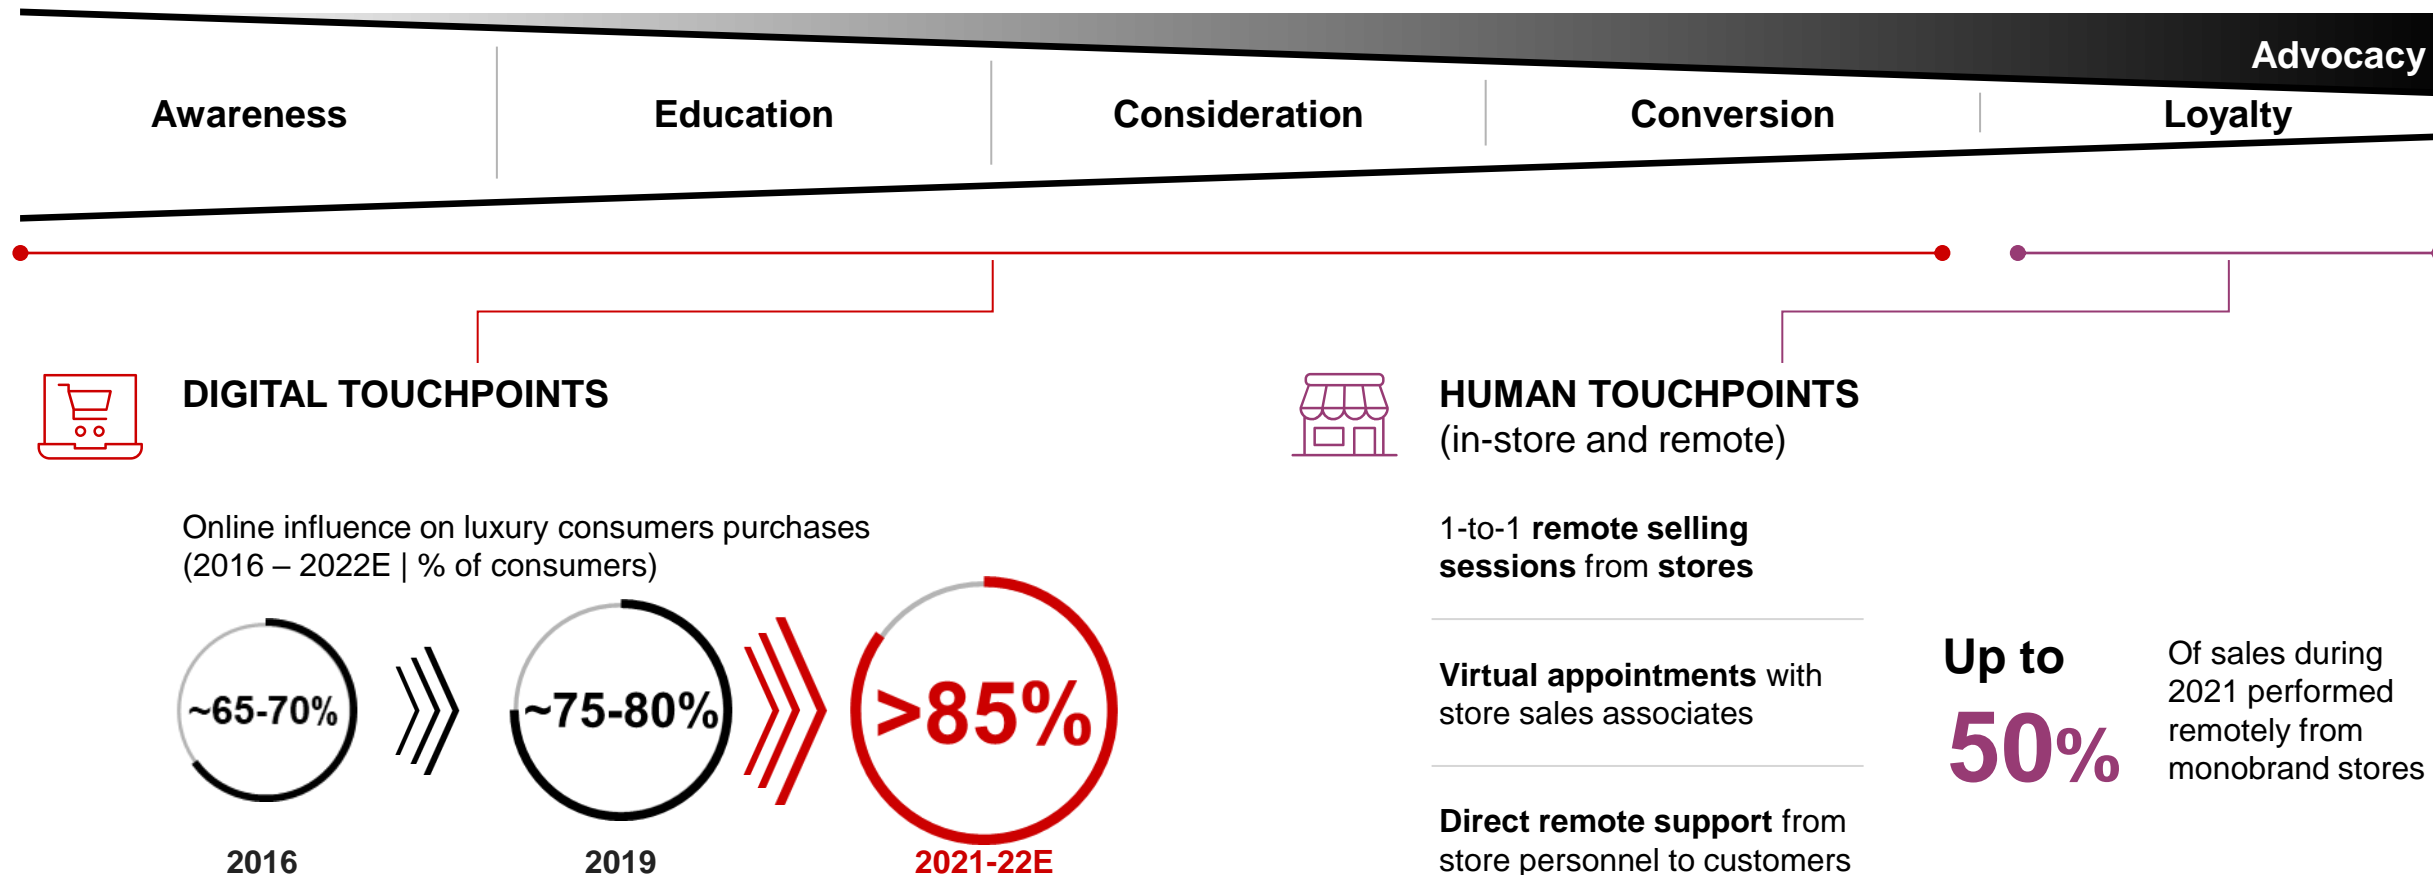 Advocacy
Awareness
Education
Consideration
Conversion
Loyalty
DIGITAL TOUCHPOINTS
Online influence on luxury consumers purchases
(2016 – 2022E | % of consumers)
~65-70%
~75-80%
>85%
2016
2019
2021-22E
HUMAN TOUCHPOINTS
(in-store and remote)
1-to-1 remote selling
sessions from stores
Virtual appointments with
store sales associates
Direct remote support from
store personnel to customers
Up to
50%
Of sales during
2021 performed
remotely from
monobrand stores